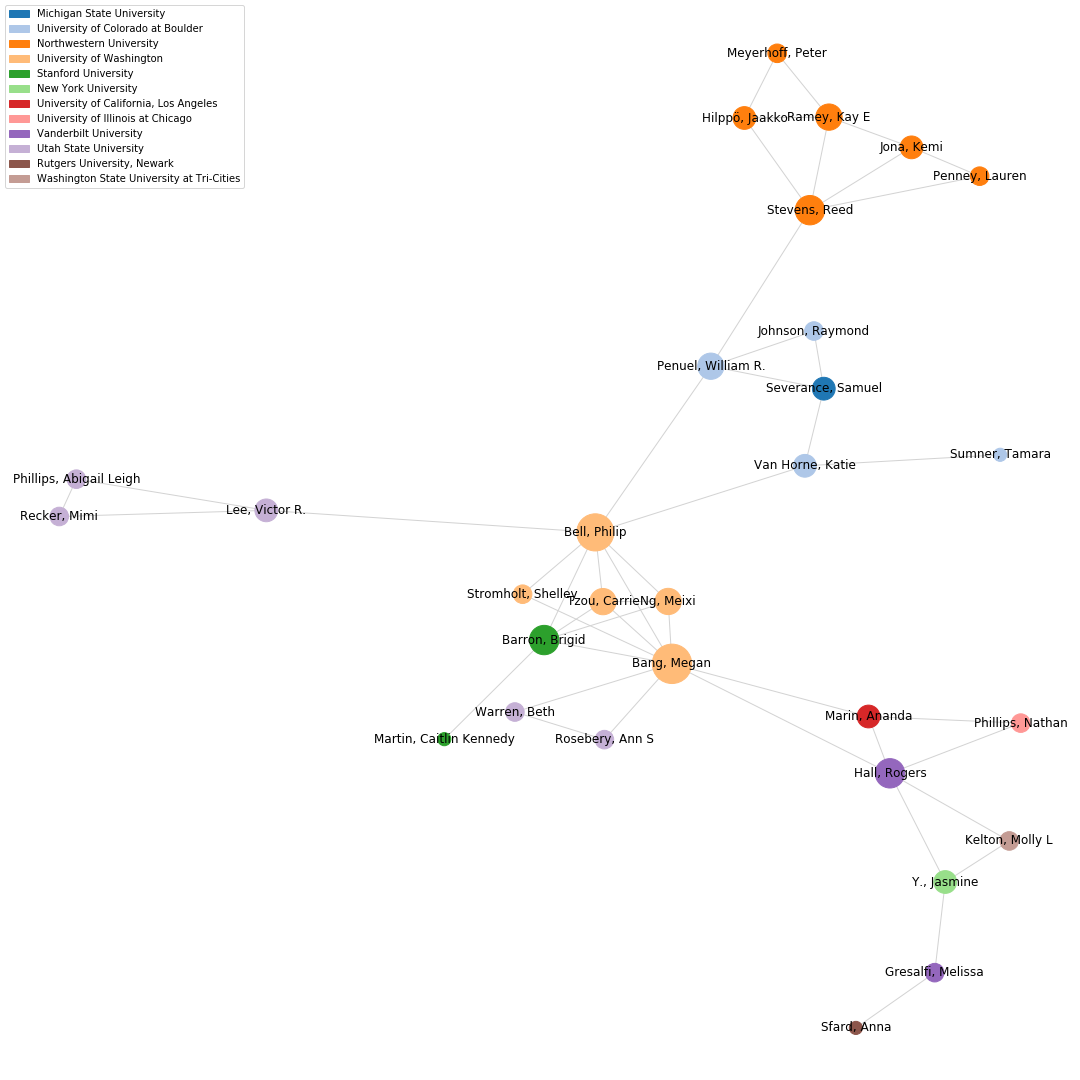 Michigan State University
University of Colorado at Boulder
Northwestern University
University of Washington
Stanford University
New York University
University of California, Los Angeles
University of Illinois at Chicago
Vanderbilt University
Utah State University
Rutgers University, Newark
Washington State University at Tri-Cities
Meyerhoff, Peter
Hilppö, Jaakko
Ramey, Kay E
Jona, Kemi
Penney, Lauren
Stevens, Reed
Johnson, Raymond
Penuel, William R.
Severance, Samuel
Sumner, Tamara
Van Horne, Katie
Phillips, Abigail Leigh
Lee, Victor R.
Recker, Mimi
Bell, Philip
Stromholt, Shelley
Tzou, Carrie
Ng, Meixi
Barron, Brigid
Bang, Megan
Warren, Beth
Marin, Ananda
Phillips, Nathan
Martin, Caitlin Kennedy
Rosebery, Ann S
Hall, Rogers
Kelton, Molly L
Y., Jasmine
Gresalfi, Melissa
Sfard, Anna